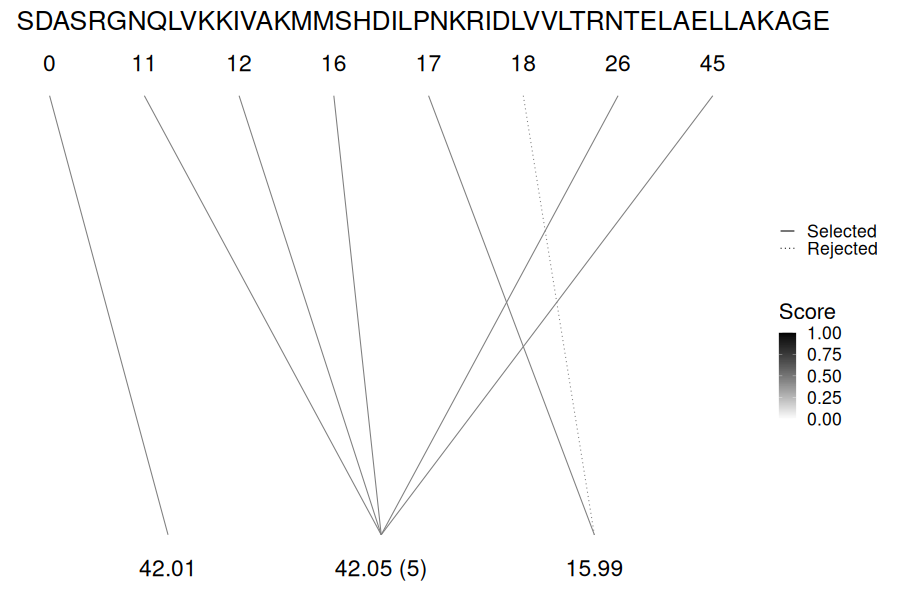 SDASRGNQLVKKIVAKMMSHDILPNKRIDLVVLTRNTELAELLAKAGE
0 11 12 16 17 18 26 45
Selected
Rejected
Score
1.00
0.75
0.50
0.25
0.00
42.01 42.05 (5) 15.99